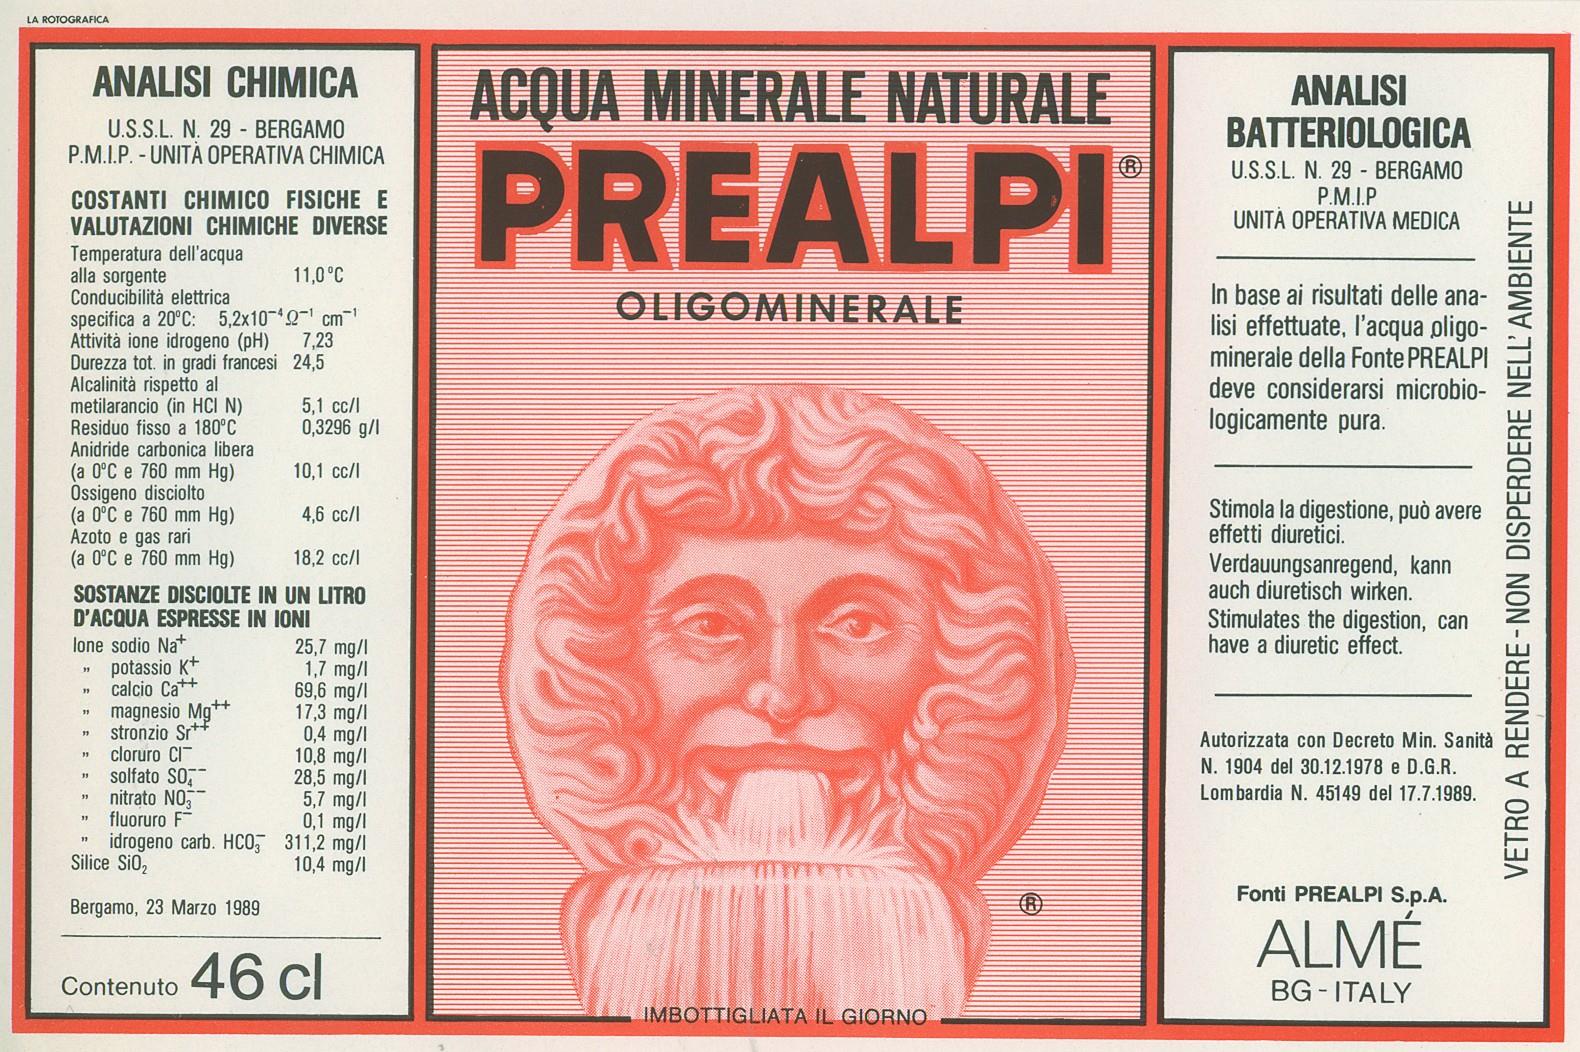 LA ROTOGRAFICA
ANALISI CHIMICA
U.S.S.L. N. 29 - BERGAMO
P.M.I.P. - UNITÀ OPERATIVA CHIMICA
COSTANTI CHIMICO FISICHE E
VALUTAZIONI CHIMICHE DIVERSE
Temperatura dell'acqua
alla sorgente 11,0°C
Conducibilità elettrica
specifica a 20°C: 5,2x10⁻⁴Ω⁻¹ cm⁻¹
Attività ione idrogeno (pH) 7,23
Durezza tot. in gradi francesi 24,5
Alcalinità rispetto al
metilarancio (in HCl N) 5,1 cc/l
Residuo fisso a 180°C 0,3296 g/l
Anidride carbonica libera
(a 0°C e 760 mm Hg) 10,1 cc/l
Ossigeno disciolto
(a 0°C e 760 mm Hg) 4,6 cc/l
Azoto e gas rari
(a 0°C e 760 mm Hg) 18,2 cc/l
SOSTANZE DISCIOLTE IN UN LITRO
D'ACQUA ESPRESSE IN IONI
Ione sodio Na⁺ 25,7 mg/l
" potassio K⁺ 1,7 mg/l
" calcio Ca⁺⁺ 69,6 mg/l
" magnesio Mg⁺⁺ 17,3 mg/l
" stronzio Sr⁺⁺ 0,4 mg/l
" cloruro Cl⁻ 10,8 mg/l
" solfato SO₄⁻⁻ 28,5 mg/l
" nitrato NO₃⁻⁻ 5,7 mg/l
" fluoruro F⁻ 0,1 mg/l
" idrogeno carb. HCO₃⁻ 311,2 mg/l
Silice SiO₂ 10,4 mg/l
Bergamo, 23 Marzo 1989
Contenuto 46 cl
ACQUA MINERALE NATURALE
PREALPI®
OLIGOMINERALE
®
IMBOTTIGLIATA IL GIORNO
ANALISI
BATTERIOLOGICA
U.S.S.L. N. 29 - BERGAMO
P.M.I.P
UNITÀ OPERATIVA MEDICA
In base ai risultati delle ana-
lisi effettuate, l'acqua oligo-
minerale della Fonte PREALPI
deve considerarsi microbio-
logicamente pura.
Stimola la digestione, può avere
effetti diuretici.
Verdauungsanregend, kann
auch diuretisch wirken.
Stimulates the digestion, can
have a diuretic effect.
Autorizzata con Decreto Min. Sanità
N. 1904 del 30.12.1978 e D.G.R.
Lombardia N. 45149 del 17.7.1989.
Fonti PREALPI S.p.A.
ALMÉ
BG - ITALY
VETRO A RENDERE - NON DISPERDERE NELL'AMBIENTE